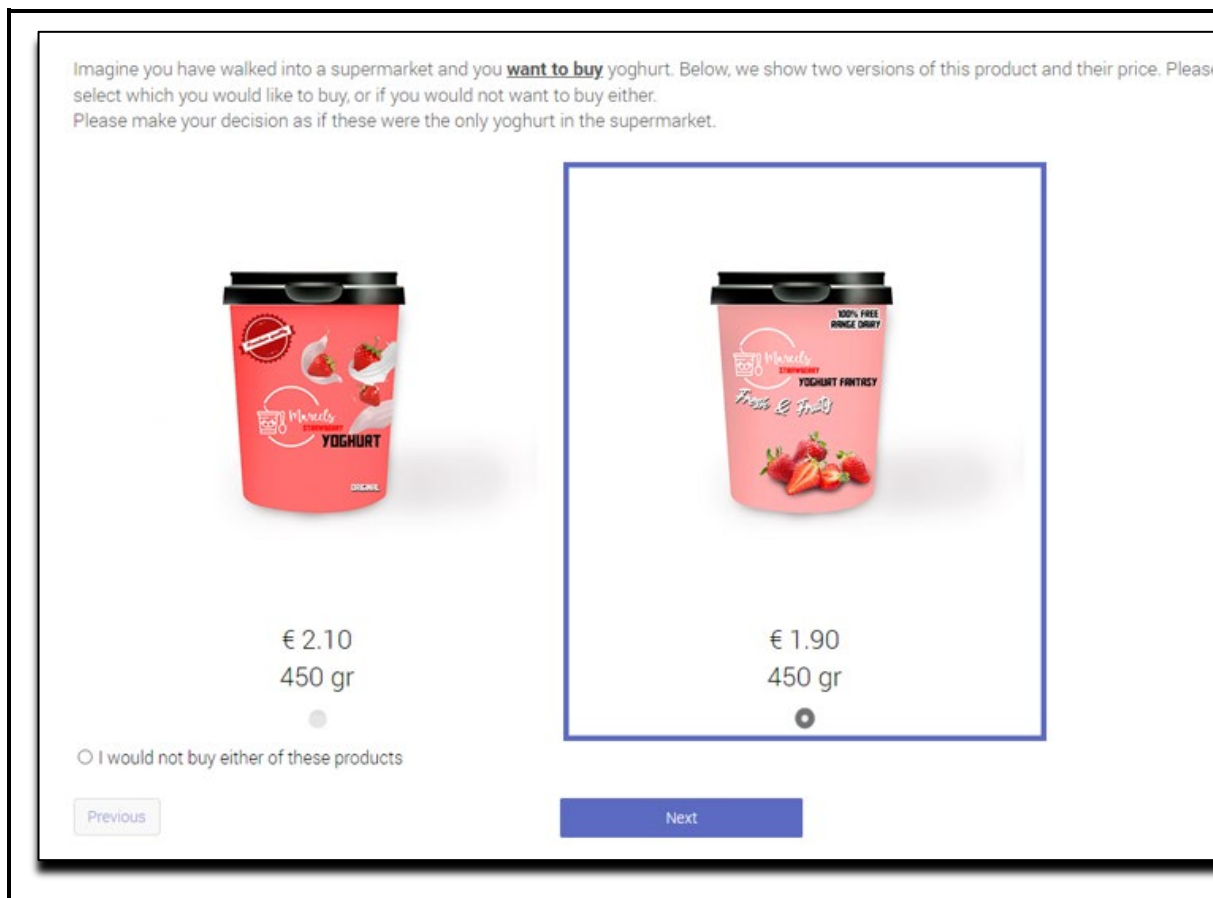 Imagine you have walked into a supermarket and you want to buy yoghurt. Below, we show two versions of this product and their price. Please
select which you would like to buy, or if you would not want to buy either.
Please make your decision as if these were the only yoghurt in the supermarket.
Premium quality
Marcels
STRAWBERRY
YOGHURT
ORIGINAL
100% FREE
RANGE DAIRY
Marcels
STRAWBERRY
YOGHURT FANTASY
Fresh & Fruity
€ 2.10
450 gr
€ 1.90
450 gr
I would not buy either of these products
Previous
Next